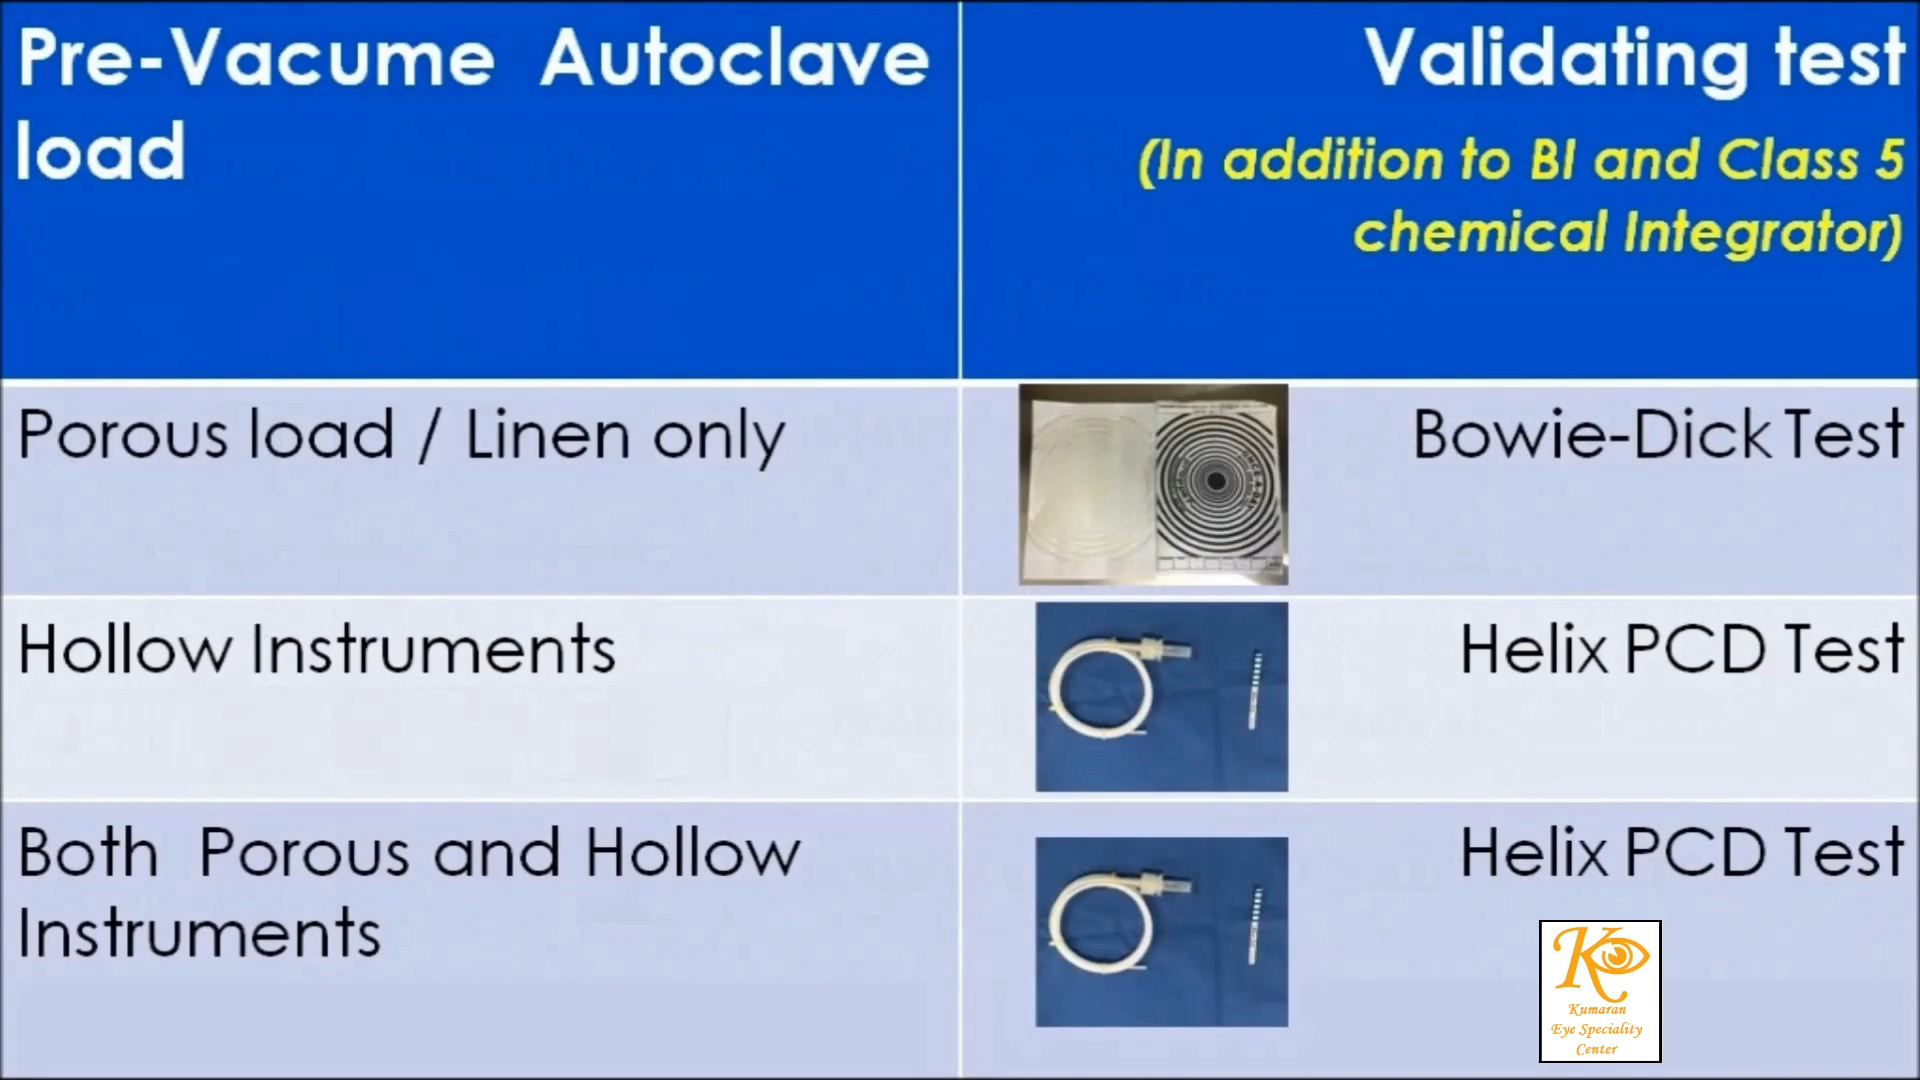 Pre-Vacume Autoclave
load
Validating test
(In addition to BI and Class 5
chemical Integrator)
Porous load / Linen only
Bowie-Dick Test
Hollow Instruments
Helix PCD Test
Both Porous and Hollow
Instruments
Helix PCD Test
Kumaran
Eye Speciality
Center